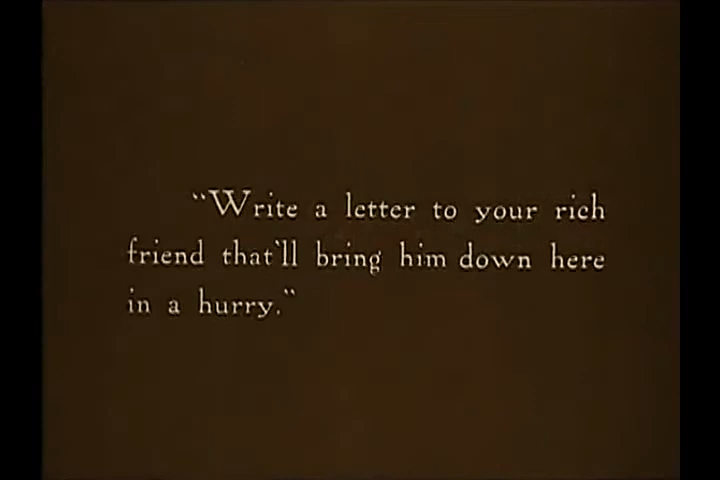 “Write a letter to your rich
friend that'll bring him down here
in a hurry.”